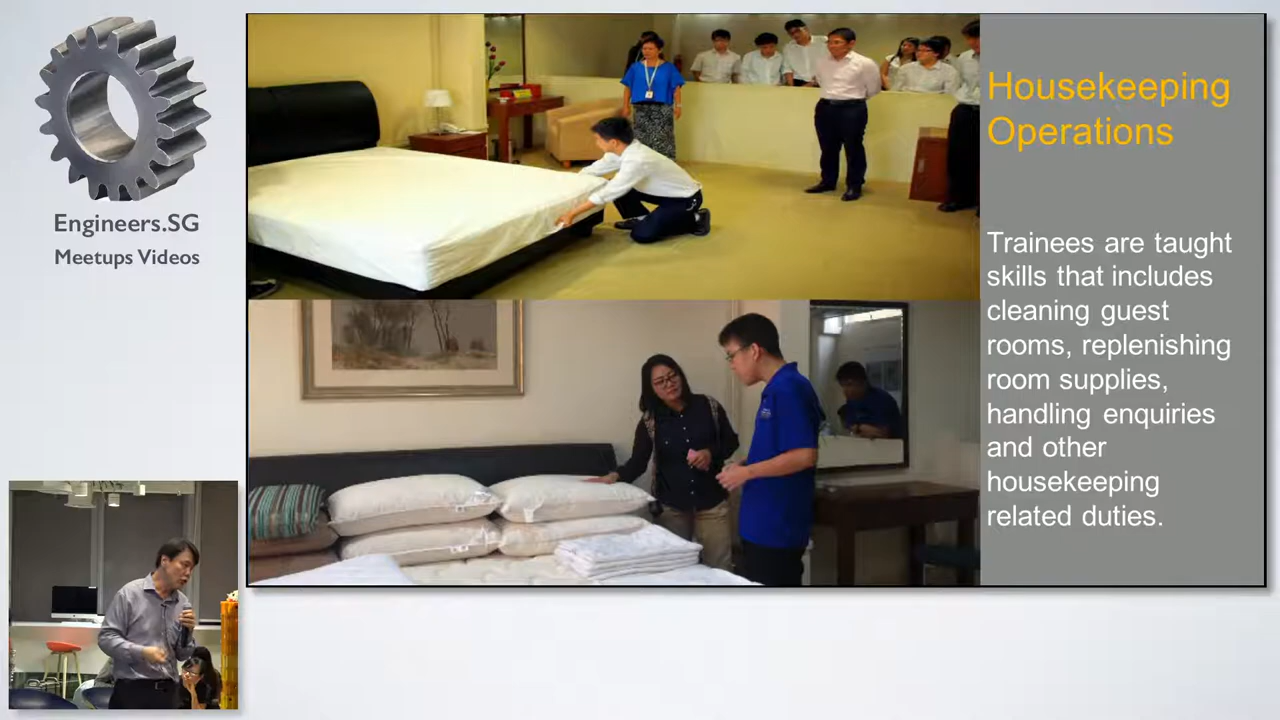 Engineers.SG
Meetups Videos
Housekeeping
Operations
Trainees are taught
skills that includes
cleaning guest
rooms, replenishing
room supplies,
handling enquiries
and other
housekeeping
related duties.